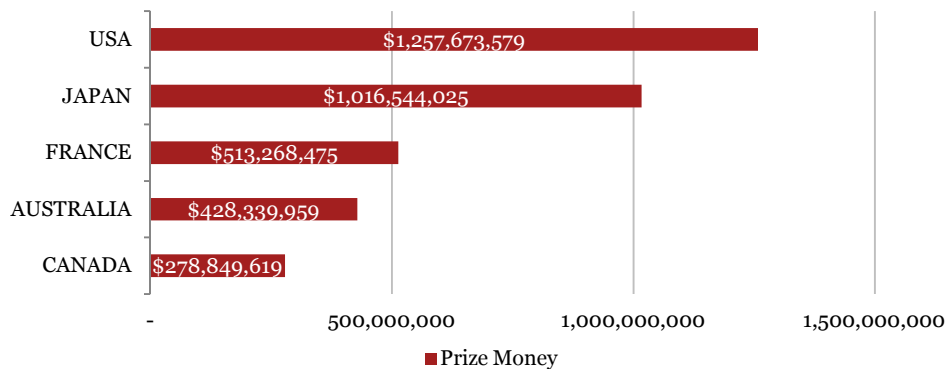 USA $1,257,673,579
JAPAN $1,016,544,025
FRANCE $513,268,475
AUSTRALIA $428,339,959
CANADA $278,849,619
- 500,000,000 1,000,000,000 1,500,000,000
Prize Money